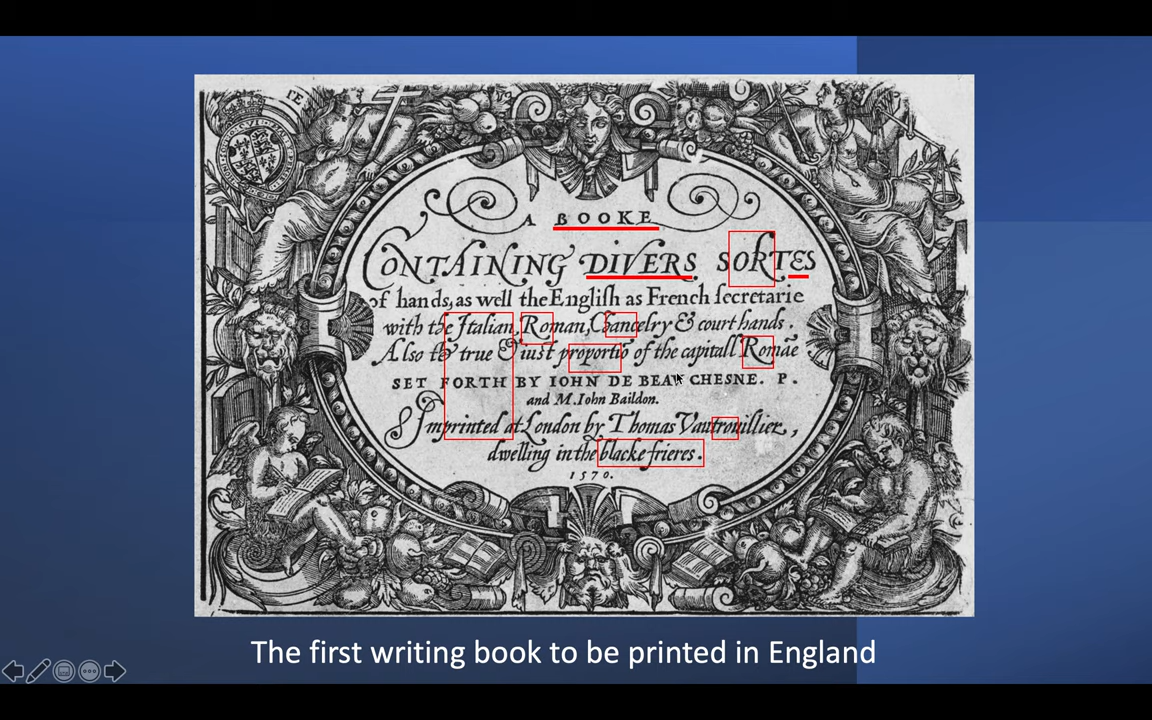 A BOOKE
CONTAINING DIVERS SORTES
of hands, as well the English as French secretarie
with the Italian, Roman, Chancelry & court hands.
Also the true & iust proportiõ of the capitall Romãe
SET FORTH BY IOHN DE BEAV CHESNE. P.
and M. Iohn Baildon.
Imprinted at London by Thomas Vautrouillier,
dwelling in the blacke frieres.
1570.
The first writing book to be printed in England